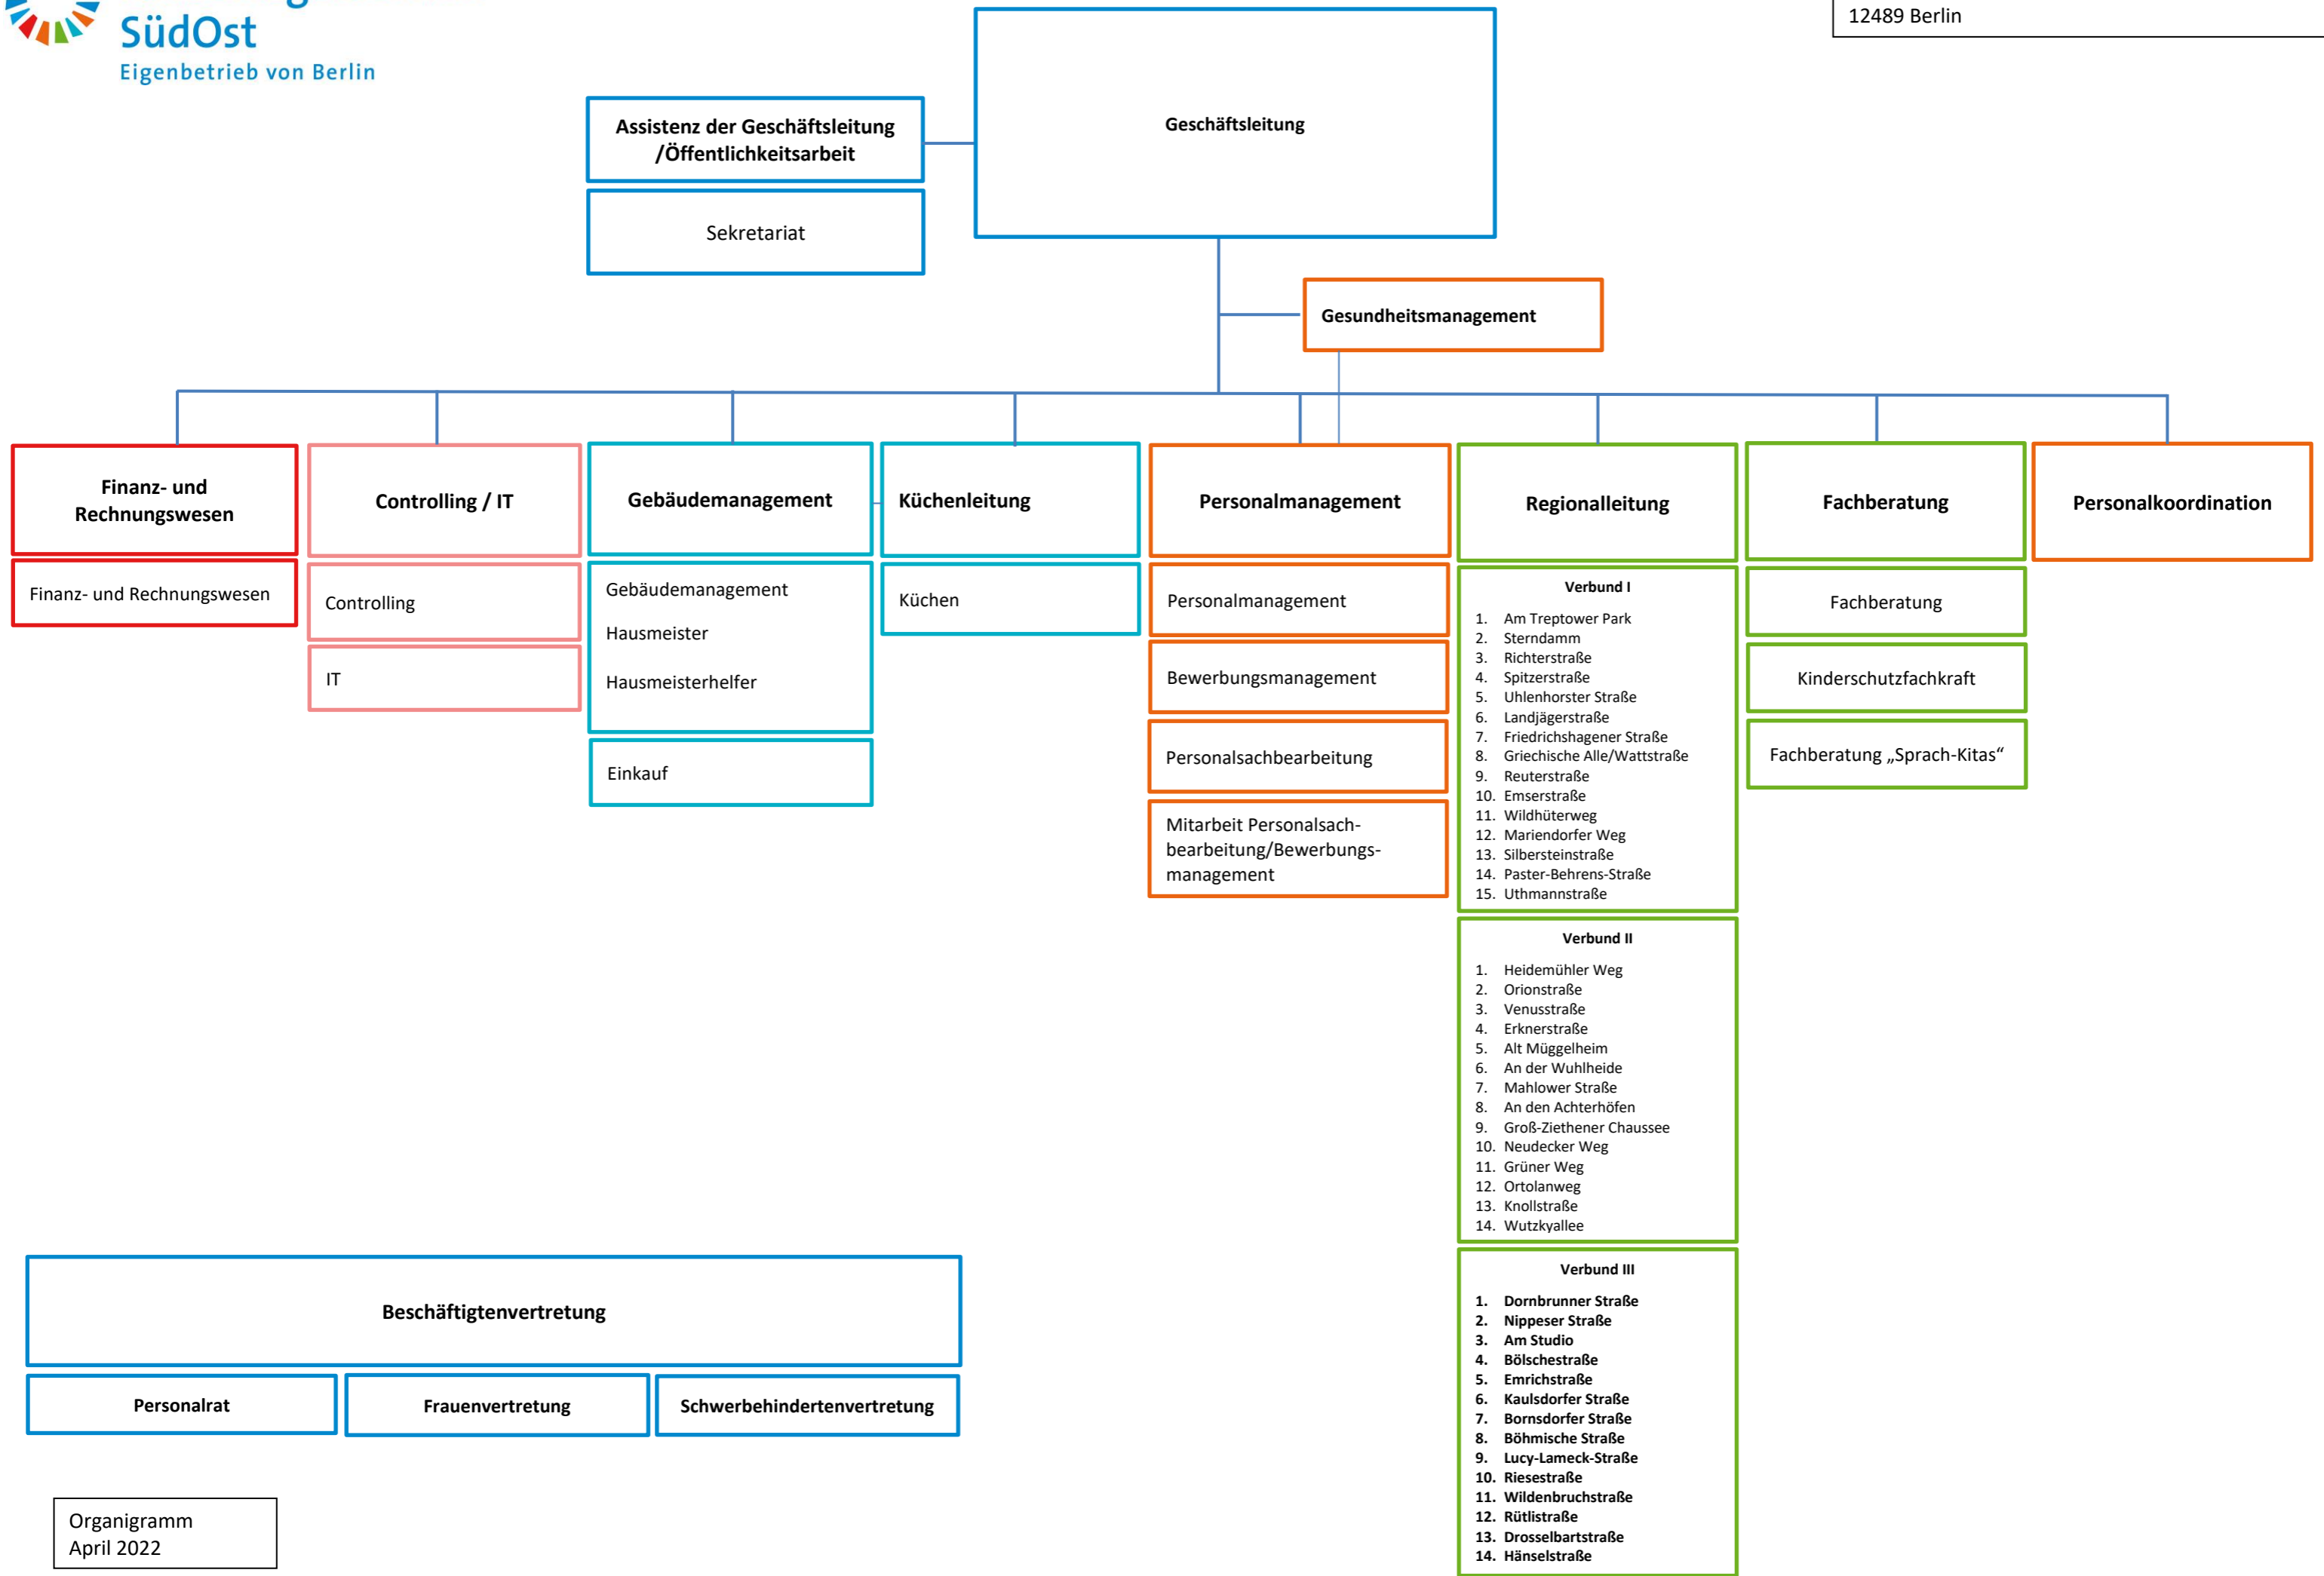 SüdOst
Eigenbetrieb von Berlin
12489 Berlin
Geschäftsleitung
Assistenz der Geschäftsleitung
/Öffentlichkeitsarbeit
Sekretariat
Gesundheitsmanagement
Finanz- und
Rechnungswesen
Finanz- und Rechnungswesen
Controlling / IT
Controlling
IT
Gebäudemanagement
Gebäudemanagement
Hausmeister
Hausmeisterhelfer
Einkauf
Küchenleitung
Küchen
Personalmanagement
Personalmanagement
Bewerbungsmanagement
Personalsachbearbeitung
Mitarbeit Personalsach-
bearbeitung/Bewerbungs-
management
Regionalleitung
Verbund I
1. Am Treptower Park
2. Sterndamm
3. Richterstraße
4. Spitzerstraße
5. Uhlenhorster Straße
6. Landjägerstraße
7. Friedrichshagener Straße
8. Griechische Alle/Wattstraße
9. Reuterstraße
10. Emserstraße
11. Wildhüterweg
12. Mariendorfer Weg
13. Silbersteinstraße
14. Paster-Behrens-Straße
15. Uthmannstraße
Verbund II
1. Heidemühler Weg
2. Orionstraße
3. Venusstraße
4. Erknerstraße
5. Alt Müggelheim
6. An der Wuhlheide
7. Mahlower Straße
8. An den Achterhöfen
9. Groß-Ziethener Chaussee
10. Neudecker Weg
11. Grüner Weg
12. Ortolanweg
13. Knollstraße
14. Wutzkyallee
Verbund III
1. Dornbrunner Straße
2. Nippeser Straße
3. Am Studio
4. Bölschestraße
5. Emrichstraße
6. Kaulsdorfer Straße
7. Bornsdorfer Straße
8. Böhmische Straße
9. Lucy-Lameck-Straße
10. Riesestraße
11. Wildenbruchstraße
12. Rütlistraße
13. Drosselbartstraße
14. Hänselstraße
Fachberatung
Fachberatung
Kinderschutzfachkraft
Fachberatung „Sprach-Kitas“
Personalkoordination
Beschäftigtenvertretung
Personalrat
Frauenvertretung
Schwerbehindertenvertretung
Organigramm
April 2022